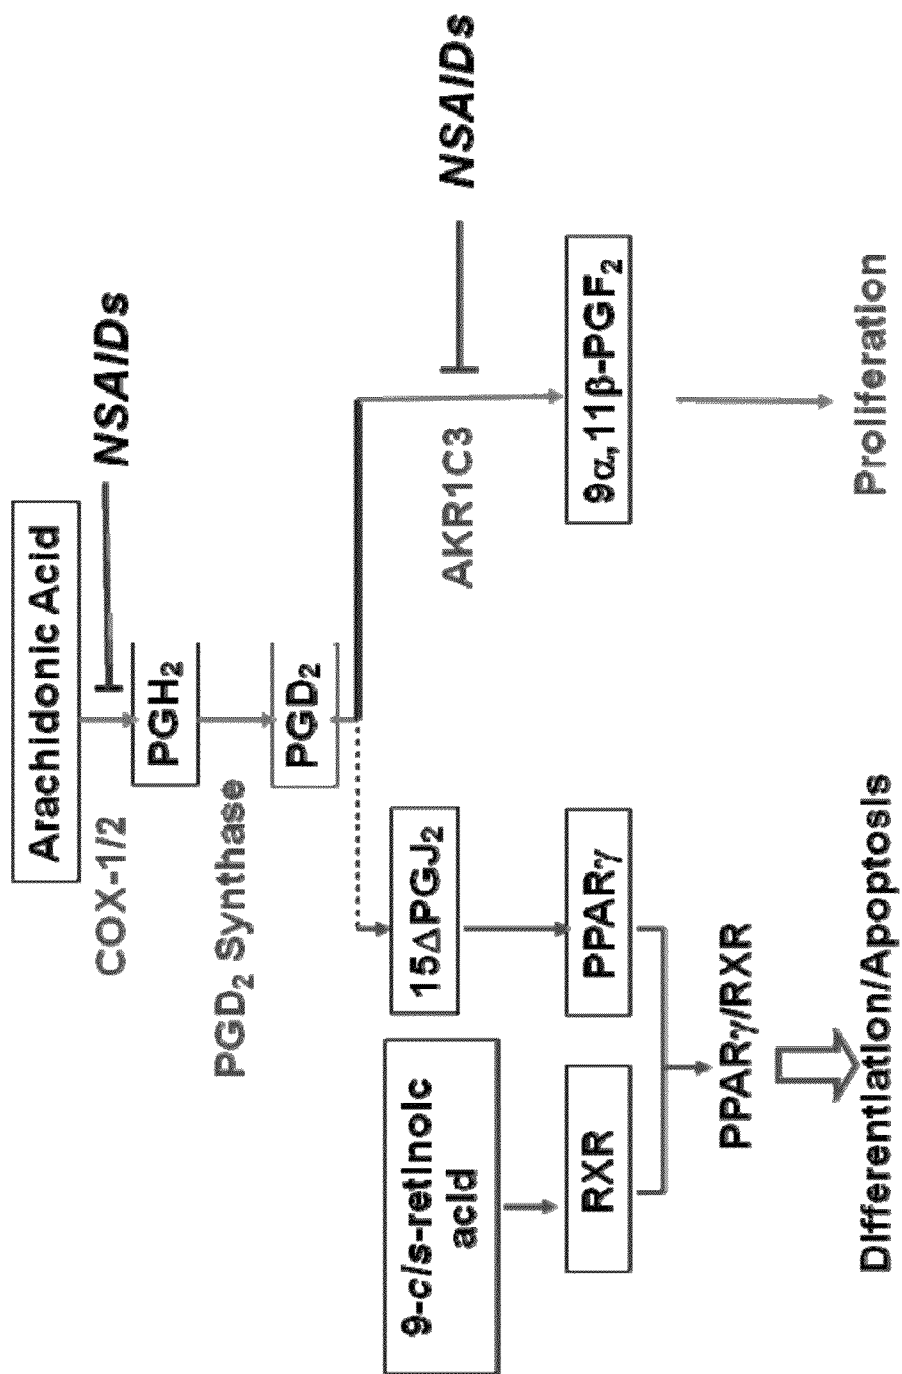 Arachidonic Acid
COX-1/2
NSAIDs
PGH₂
PGD₂ Synthase
PGD₂
9-cis-retinoic
acid
15ΔPGJ₂
AKR1C3
NSAIDs
RXR
PPARγ
9α,11β-PGF₂
PPARγ/RXR
Differentiation/Apoptosis
Proliferation